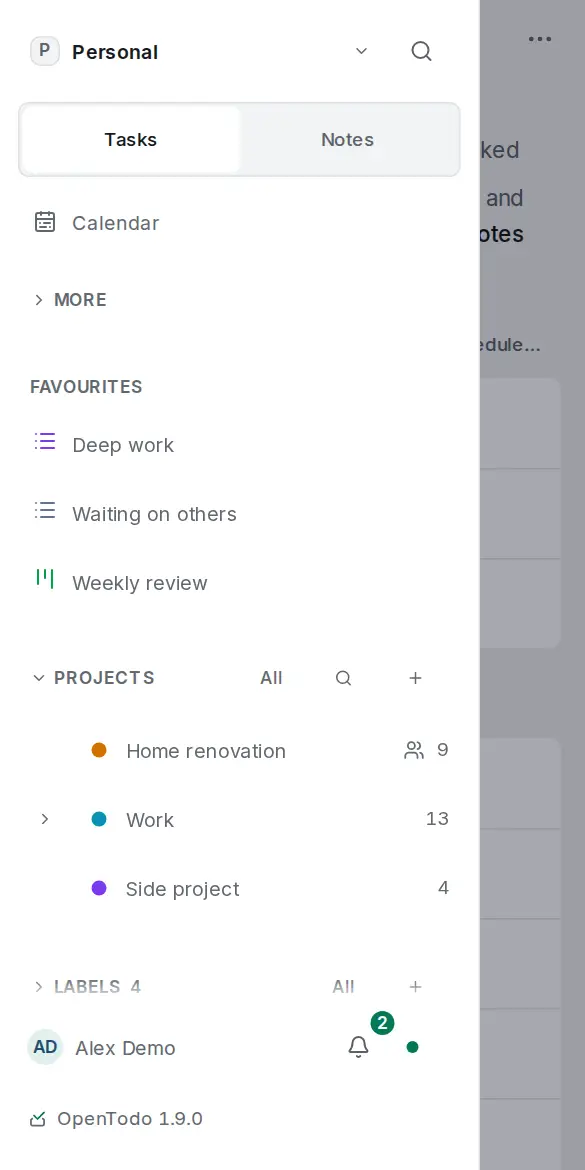 P Personal
...
Tasks Notes
ked
and
otes
Calendar
MORE
edule...
FAVOURITES
Deep work
Waiting on others
Weekly review
PROJECTS All
Home renovation 9
Work 13
Side project 4
LABELS 4 All
2
AD Alex Demo
OpenTodo 1.9.0